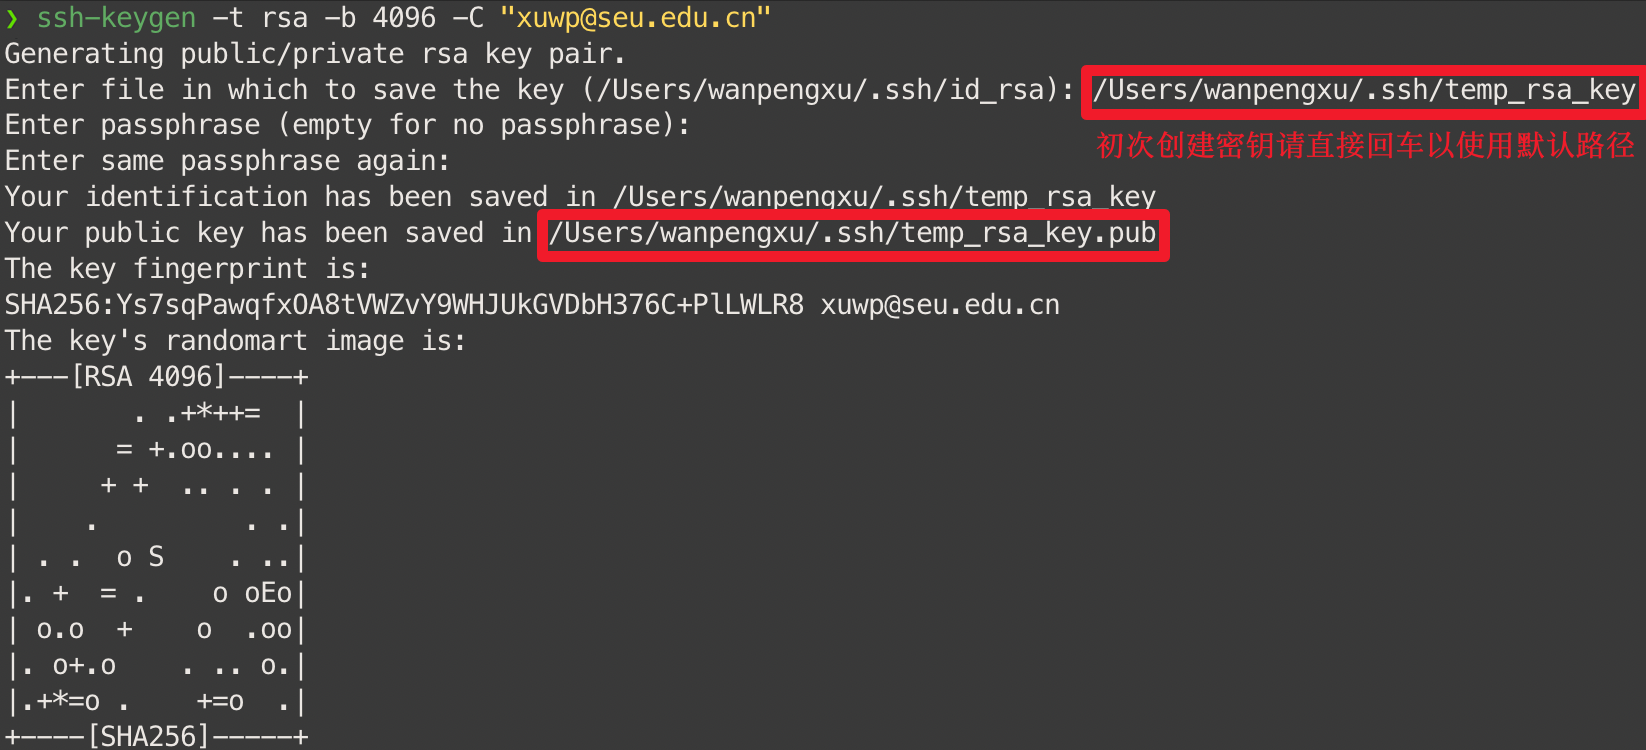 ❯ ssh-keygen -t rsa -b 4096 -C "xuwp@seu.edu.cn"
Generating public/private rsa key pair.
Enter file in which to save the key (/Users/wanpengxu/.ssh/id_rsa): /Users/wanpengxu/.ssh/temp_rsa_key
Enter passphrase (empty for no passphrase):
初次创建密钥请直接回车以使用默认路径
Enter same passphrase again:
Your identification has been saved in /Users/wanpengxu/.ssh/temp_rsa_key
Your public key has been saved in /Users/wanpengxu/.ssh/temp_rsa_key.pub
The key fingerprint is:
SHA256:Ys7sqPawqfxOA8tVWZvY9WHJUkGVDbH376C+PlLWLR8 xuwp@seu.edu.cn
The key's randomart image is:
+---[RSA 4096]----+
|       . .+*++=  |
|      = +.oo.... |
|     + +  .. . . |
|    .         . .|
| . .  o S    . ..|
|. +  = .    o oEo|
| o.o  +    o  .oo|
|. o+.o    . .. o.|
|.+*=o .    +=o  .|
+----[SHA256]-----+